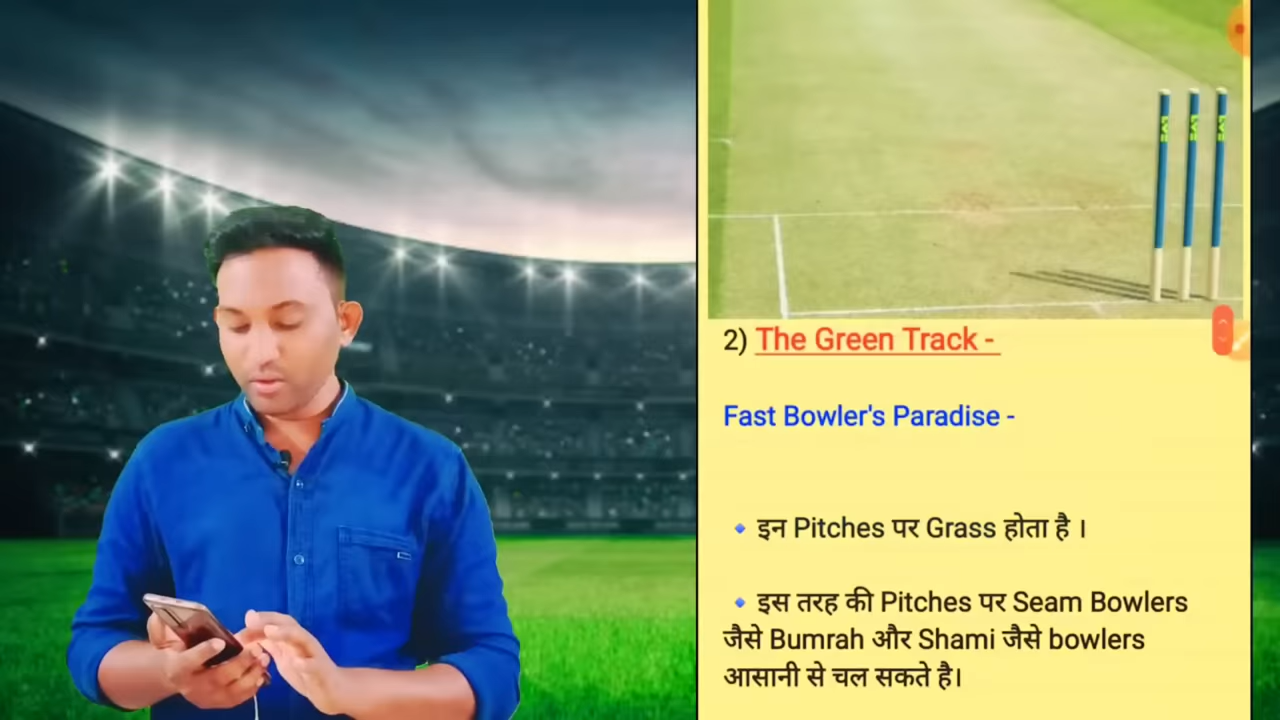 2) The Green Track -
Fast Bowler's Paradise -
🔹 इन Pitches पर Grass होता है ।
🔹 इस तरह की Pitches पर Seam Bowlers
जैसे Bumrah और Shami जैसे bowlers
आसानी से चल सकते है।